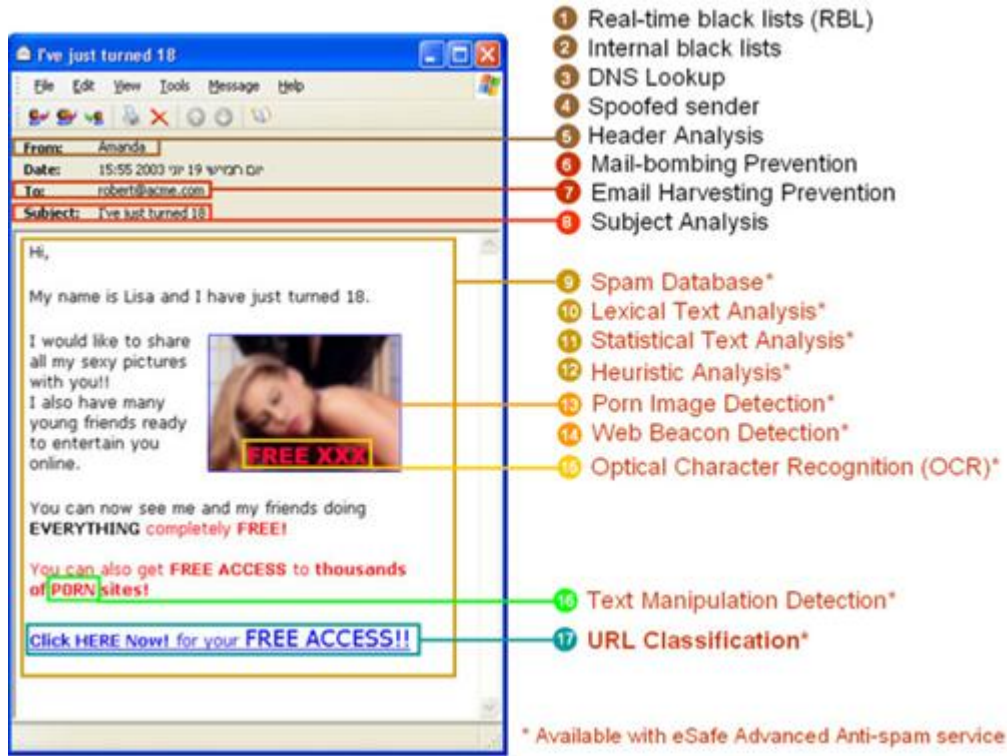 I've just turned 18
File Edit View Tools Message Help
From: Amanda
Date: יום חמישי 19 יוני 2003 15:55
To: robert@acme.com
Subject: I've just turned 18
Hi,
My name is Lisa and I have just turned 18.
I would like to share
all my sexy pictures
with you!!
I also have many
young friends ready
to entertain you
online.
FREE XXX
You can now see me and my friends doing
EVERYTHING completely FREE!
You can also get FREE ACCESS to thousands
of P0RN sites!
Click HERE Now! for your FREE ACCESS!!
1 Real-time black lists (RBL)
2 Internal black lists
3 DNS Lookup
4 Spoofed sender
5 Header Analysis
6 Mail-bombing Prevention
7 Email Harvesting Prevention
8 Subject Analysis
9 Spam Database*
10 Lexical Text Analysis*
11 Statistical Text Analysis*
12 Heuristic Analysis*
13 Porn Image Detection*
14 Web Beacon Detection*
15 Optical Character Recognition (OCR)*
16 Text Manipulation Detection*
17 URL Classification*
* Available with eSafe Advanced Anti-spam service